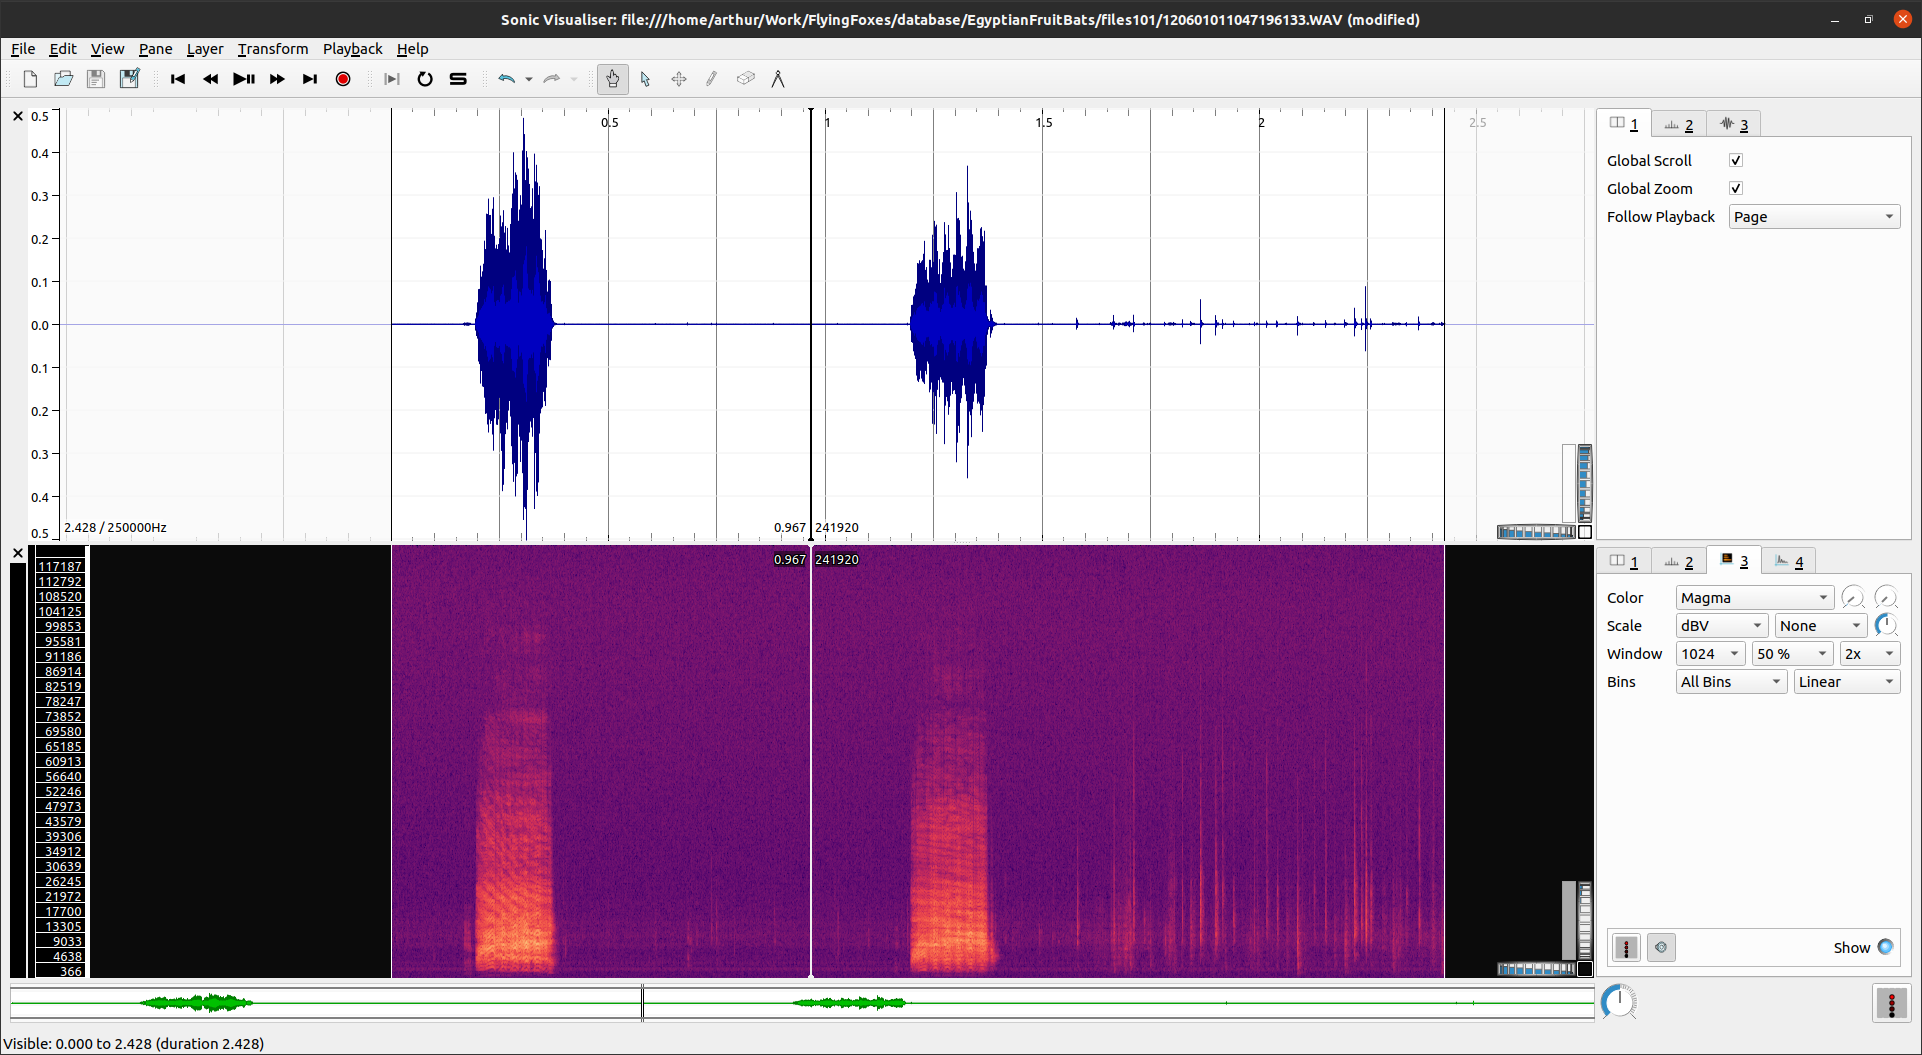 Sonic Visualiser: file:///home/arthur/Work/FlyingFoxes/database/EgyptianFruitBats/files101/120601011047196133.WAV (modified)
File Edit View Pane Layer Transform Playback Help
0.5 0.5 1 1.5 2 2.5
0.4
0.3
0.2
0.1
0.0
0.1
0.2
0.3
0.4
0.5
2.428 / 250000Hz 0.967 241920
1 2 3
Global Scroll
Global Zoom
Follow Playback Page
0.967 241920
117187
112792
108520
104125
99853
95581
91186
86914
82519
78247
73852
69580
65185
60913
56640
52246
47973
43579
39306
34912
30639
26245
21972
17700
13305
9033
4638
366
1 2 3 4
Color Magma
Scale dBV None
Window 1024 50 % 2x
Bins All Bins Linear
Show
Visible: 0.000 to 2.428 (duration 2.428)